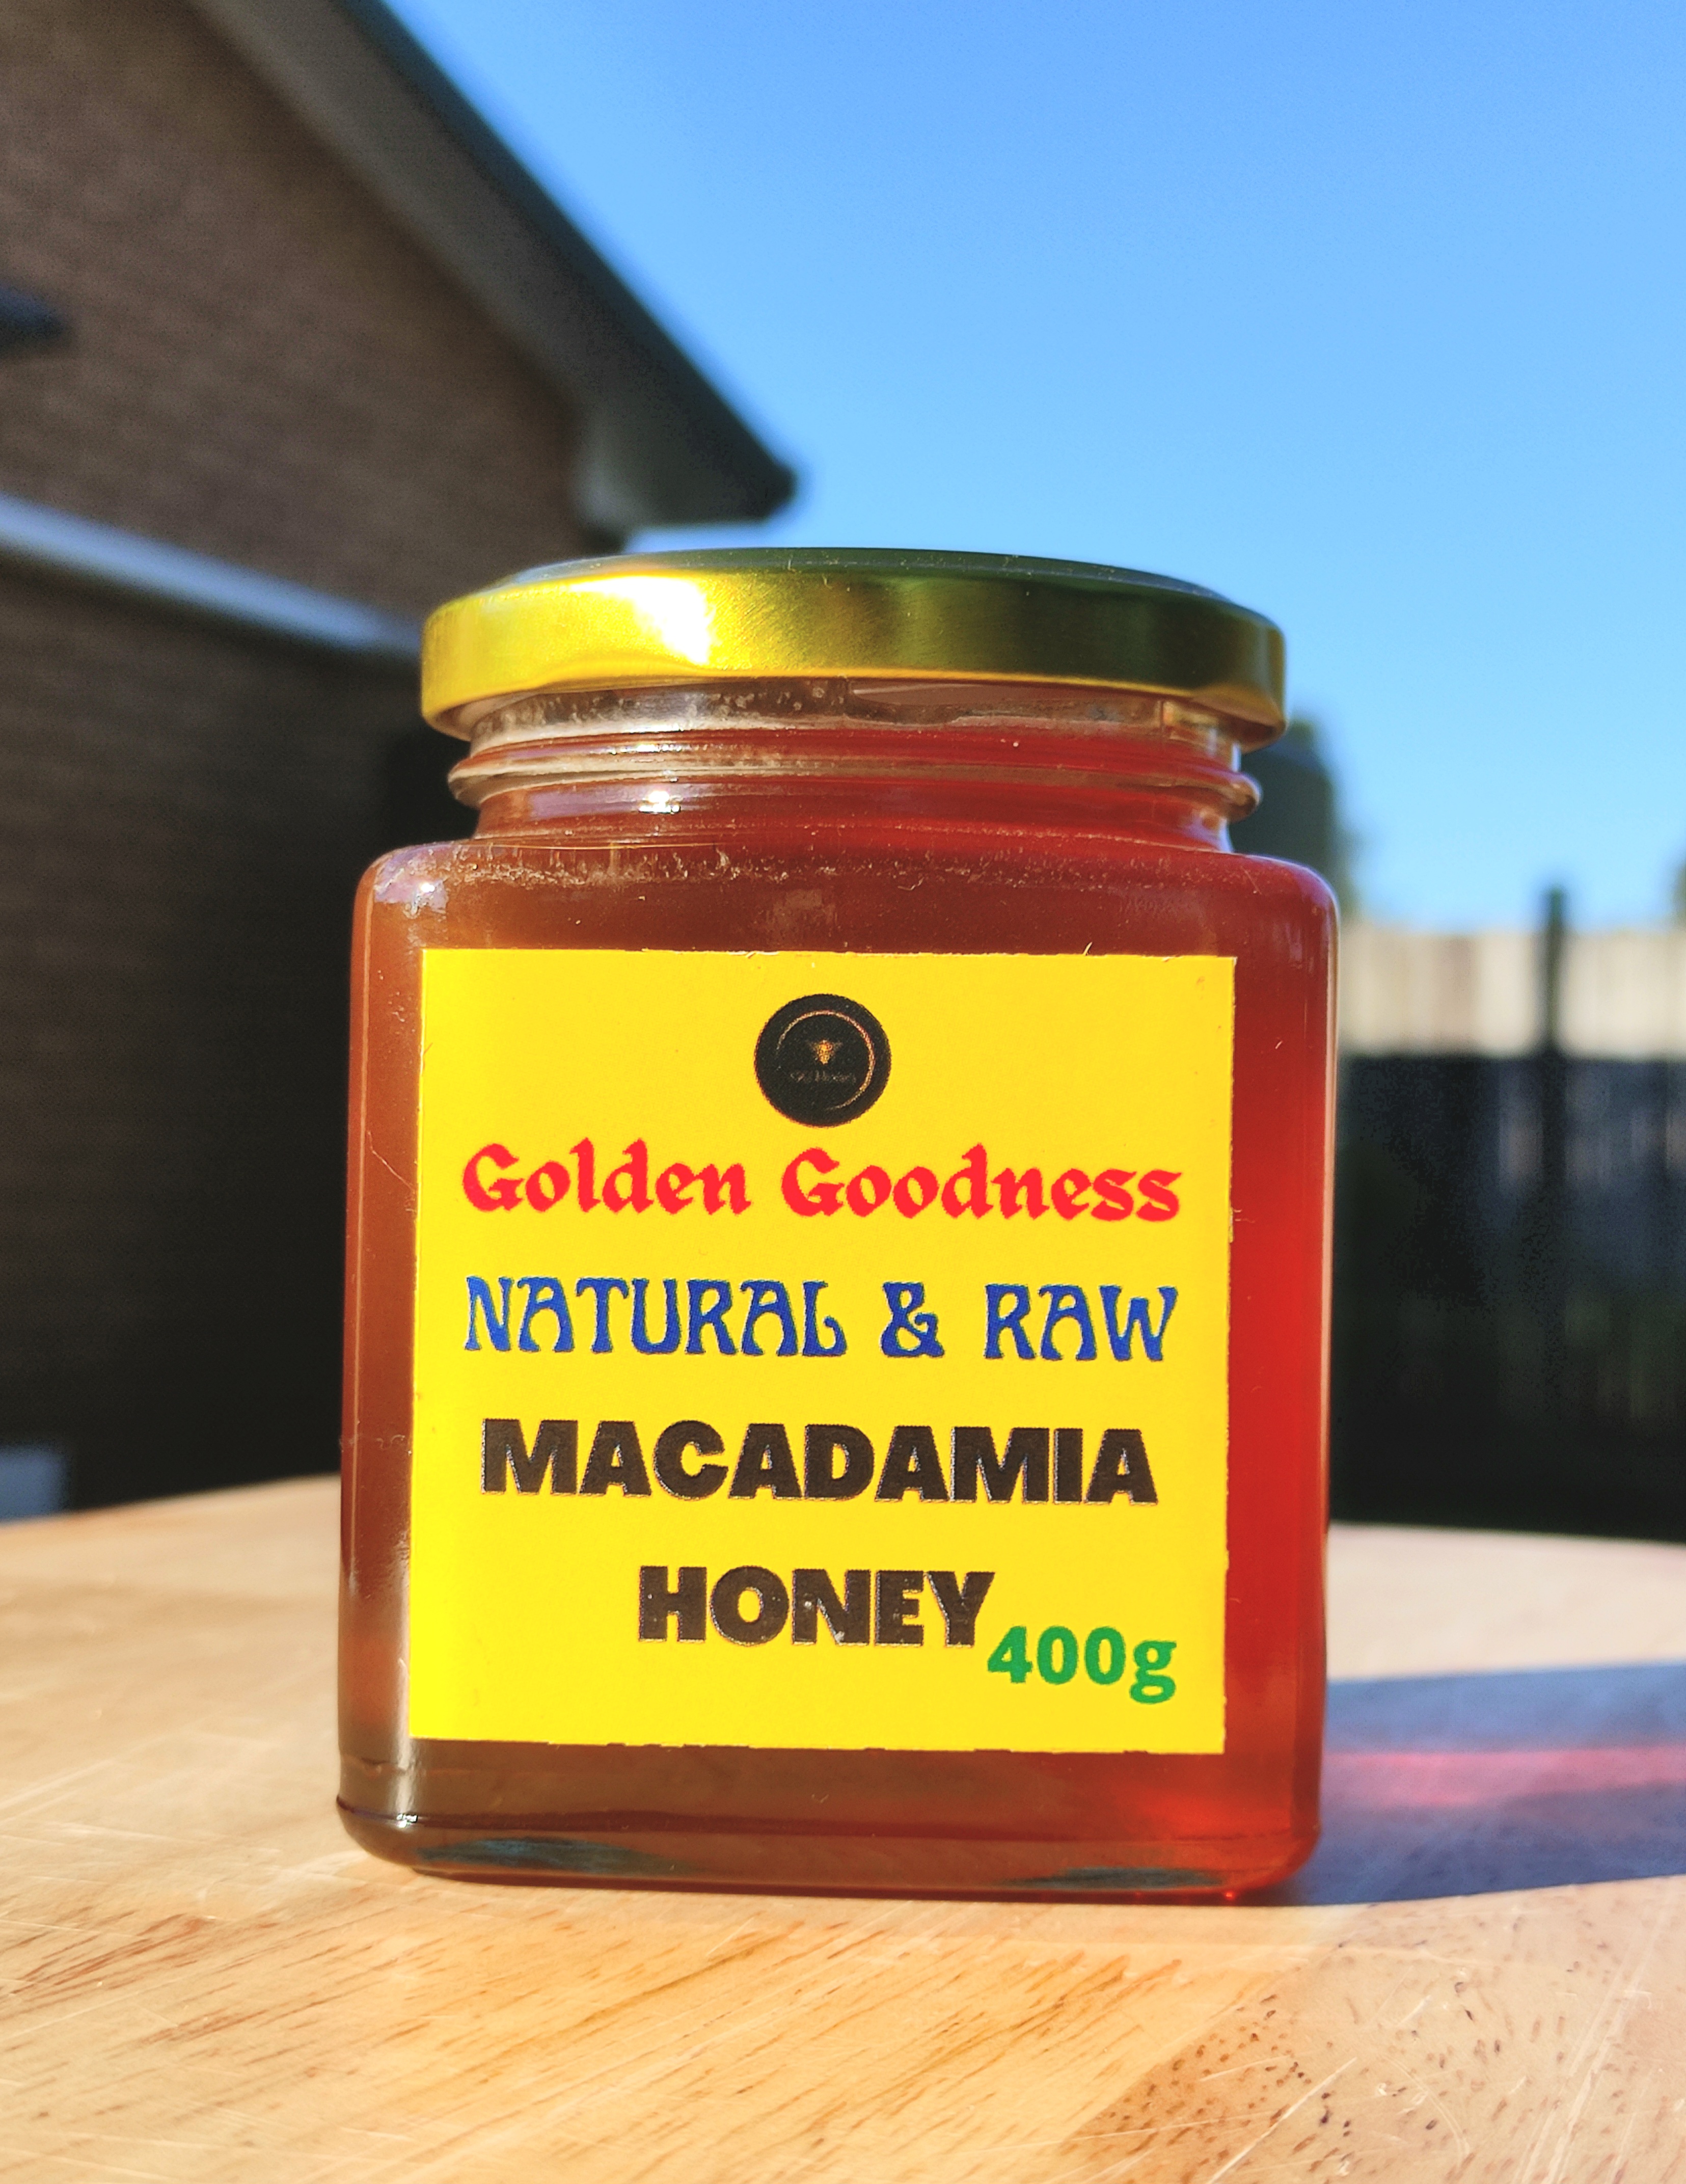 Golden Goodness
NATURAL & RAW
MACADAMIA
HONEY
400g